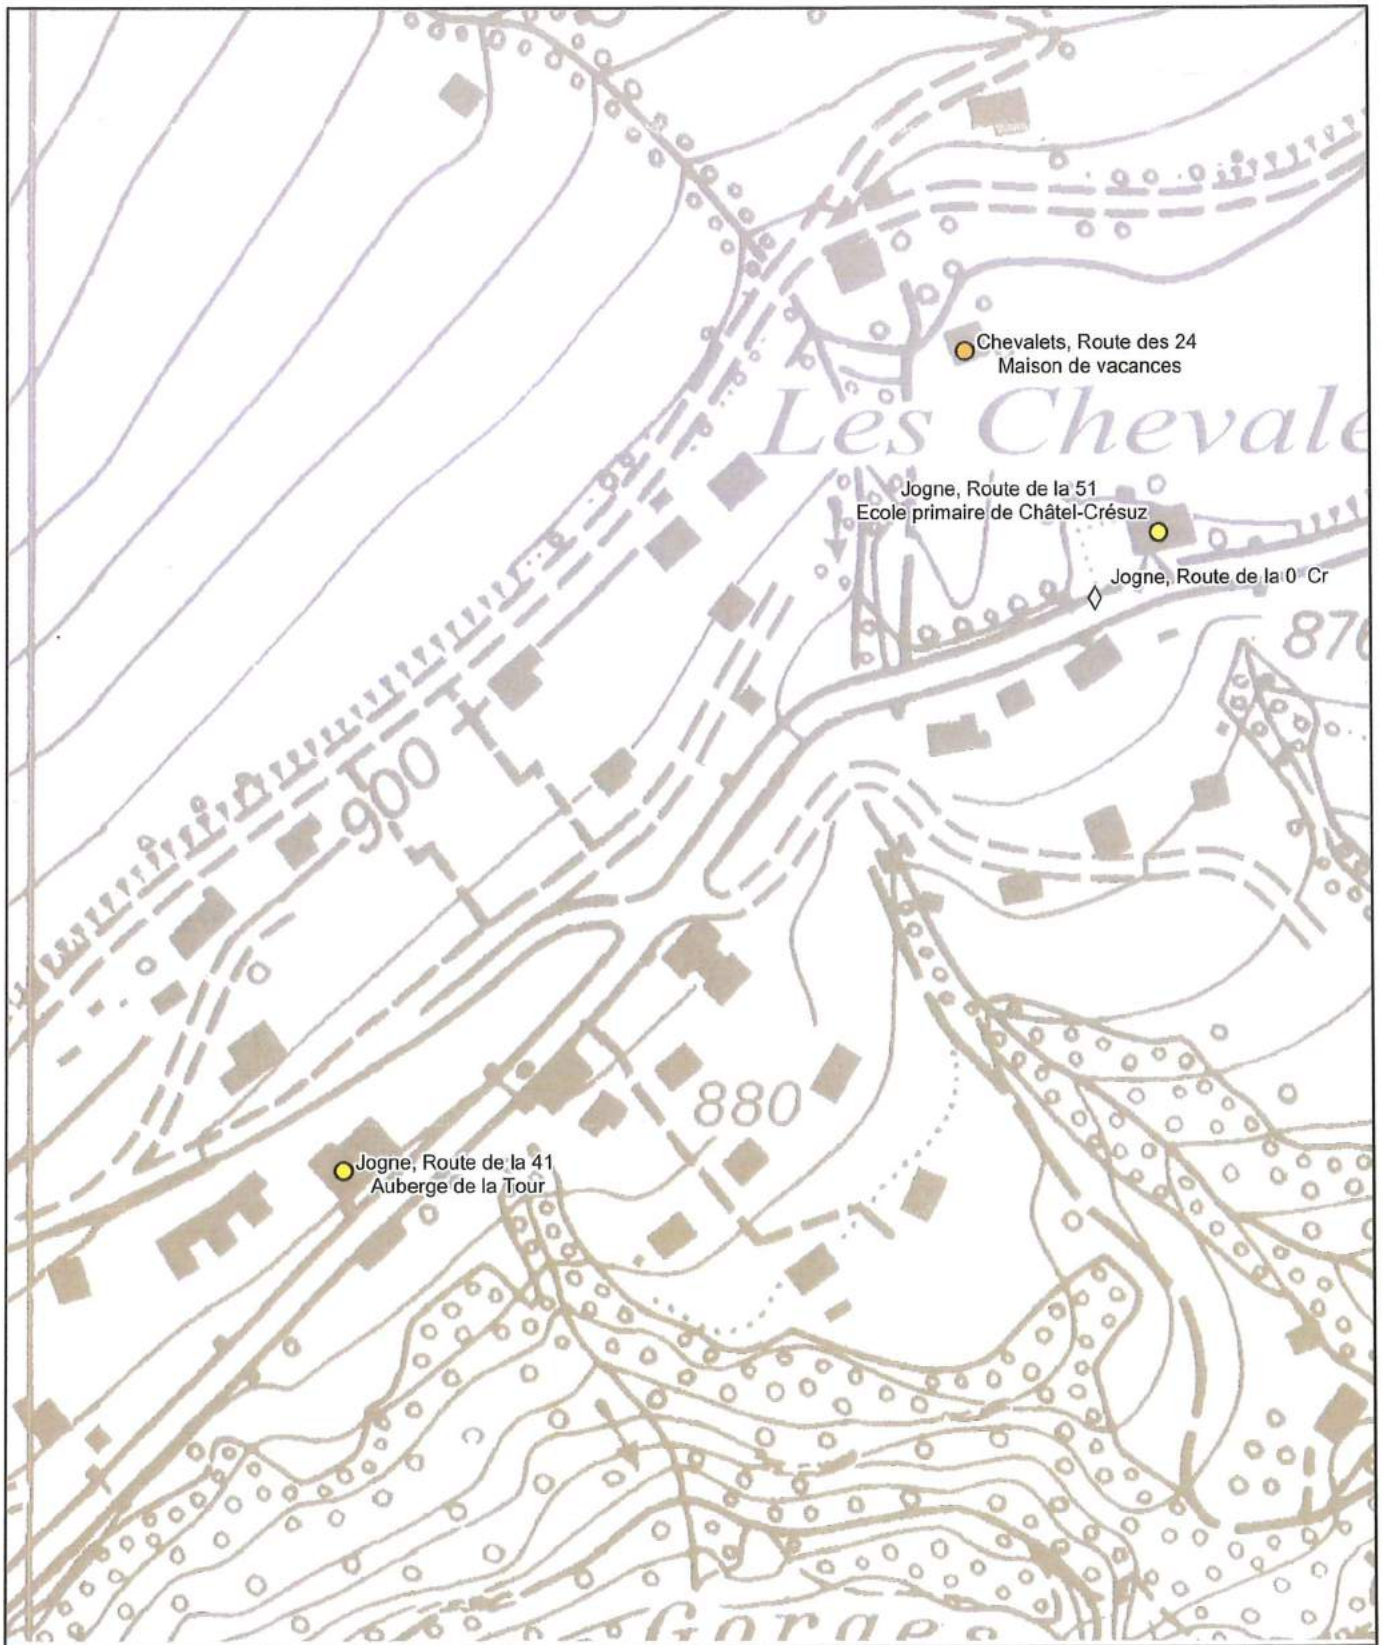 Chevalets, Route des 24
Maison de vacances
Les Chevale
Jogne, Route de la 51
Ecole primaire de Châtel-Crésuz
Jogne, Route de la 0 Cr
876
900
880
Jogne, Route de la 41
Auberge de la Tour
Gorges